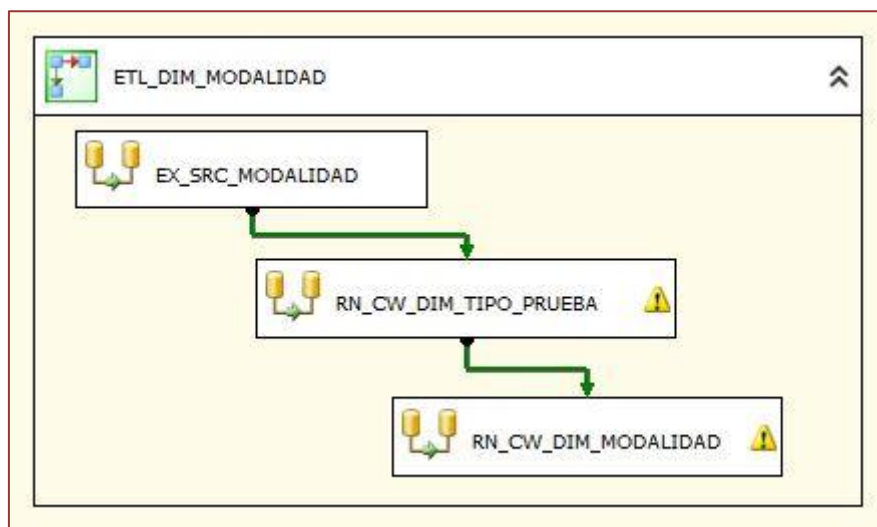 ETL_DIM_MODALIDAD
EX_SRC_MODALIDAD
RN_CW_DIM_TIPO_PRUEBA
RN_CW_DIM_MODALIDAD